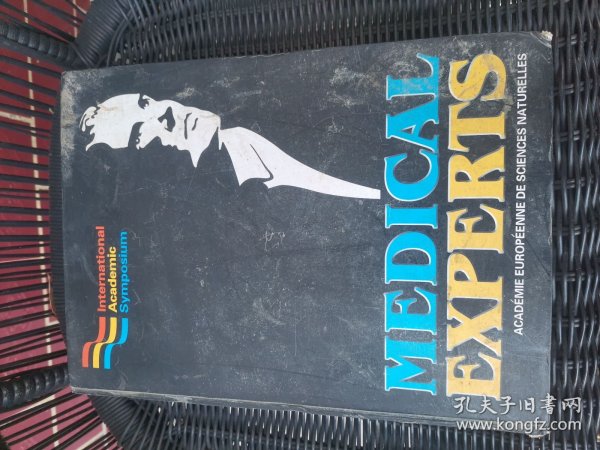 International
Academic
Symposium
MEDICAL
EXPERTS
ACADÉMIE EUROPÉENNE DE SCIENCES NATURELLES
孔夫子旧书网
www.kongfz.com